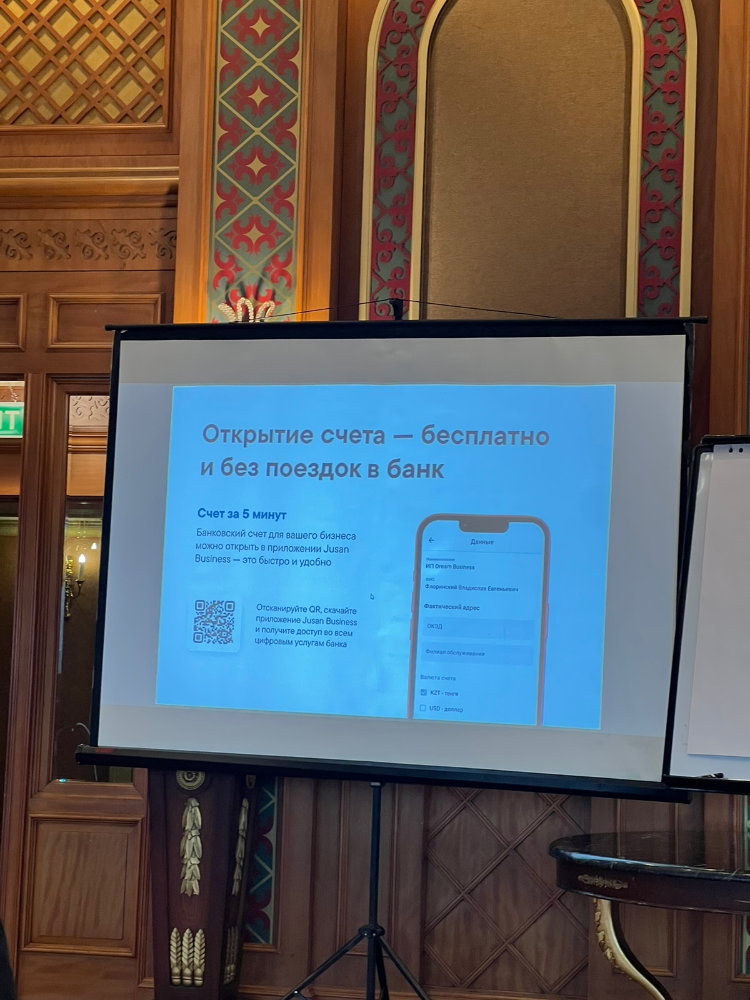 IT
Открытие счета — бесплатно
и без поездок в банк
Счет за 5 минут
Банковский счет для вашего бизнеса
можно открыть в приложении Jusan
Business — это быстро и удобно
Отсканируйте QR, скачайте
приложение Jusan Business
и получите доступ во всем
цифровым услугам банка
Данные
Наименование
ИП Dream Business
ФИО
Флоринский Владислав Евгеньевич
Фактический адрес
ОКЭД
Филиал обслуживания
Валюта счета
KZT - тенге
USD - доллар